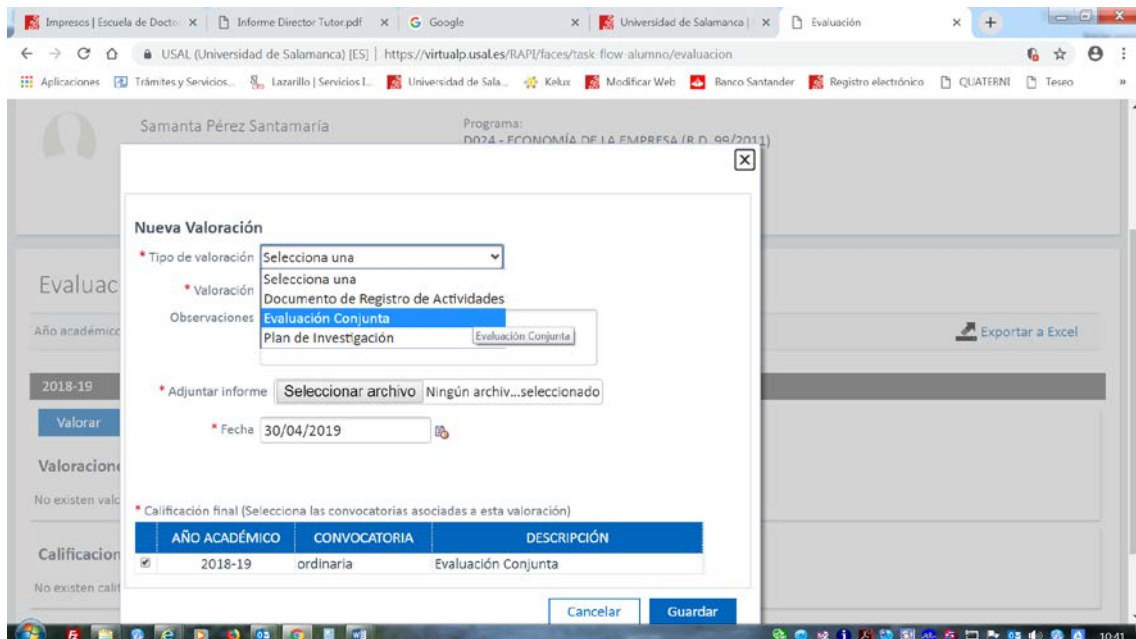 Impresos | Escuela de Docto
Informe Director Tutor.pdf
Google
Universidad de Salamanca |
Evaluación
USAL (Universidad de Salamanca) [ES] | https://virtualp.usal.es/RAPI/faces/task-flow-alumno/evaluacion
Aplicaciones
Trámites y Servicios...
Lazarillo | Servicios I...
Universidad de Sala...
Kelux
Modificar Web
Banco Santander
Registro electrónico
QUATERNI
Teseo
»
Samanta Pérez Santamaría
Programa:
D024 - ECONOMÍA DE LA EMPRESA (R.D. 99/2011)
Nueva Valoración
* Tipo de valoración Selecciona una
Selecciona una
* Valoración
Documento de Registro de Actividades
Observaciones
Evaluación Conjunta
Plan de Investigación
Evaluación Conjunta
* Adjuntar informe Seleccionar archivo Ningún archiv...seleccionado
* Fecha 30/04/2019
* Calificación final (Selecciona las convocatorias asociadas a esta valoración)
AÑO ACADÉMICO CONVOCATORIA DESCRIPCIÓN
2018-19 ordinaria Evaluación Conjunta
Cancelar Guardar
Evaluac
Año académico
Exportar a Excel
2018-19
Valorar
Valoracione
No existen valo
Calificacion
No existen calif
10:41